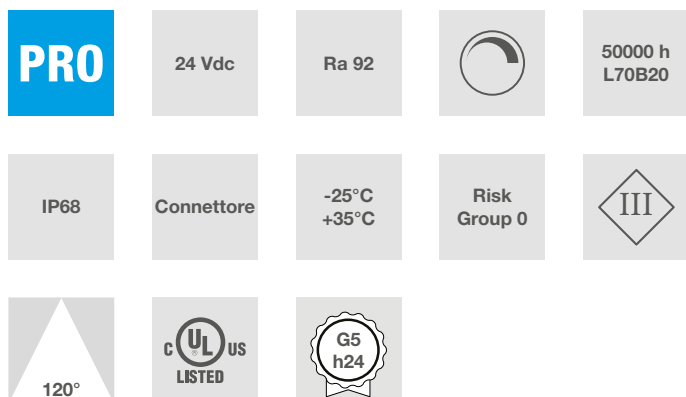 PRO
24 Vdc
Ra 92
50000 h
L70B20
IP68
Connettore
-25°C
+35°C
Risk
Group 0
III
120°
C UL US
®
LISTED
G5
h24